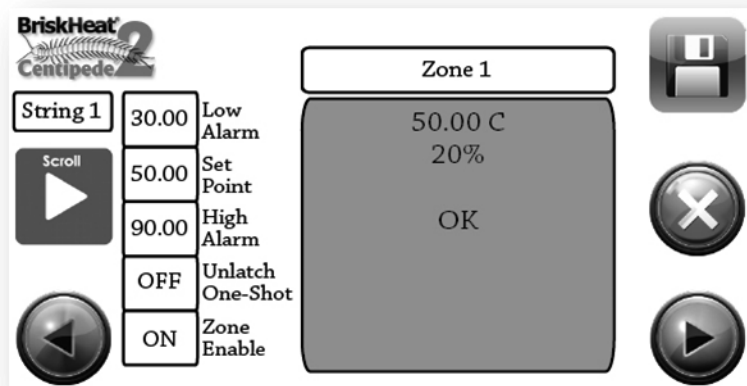 BriskHeat®
Centipede 2
String 1
Scroll
30.00 Low Alarm
50.00 Set Point
90.00 High Alarm
OFF Unlatch One-Shot
ON Zone Enable
Zone 1
50.00 C
20%
OK